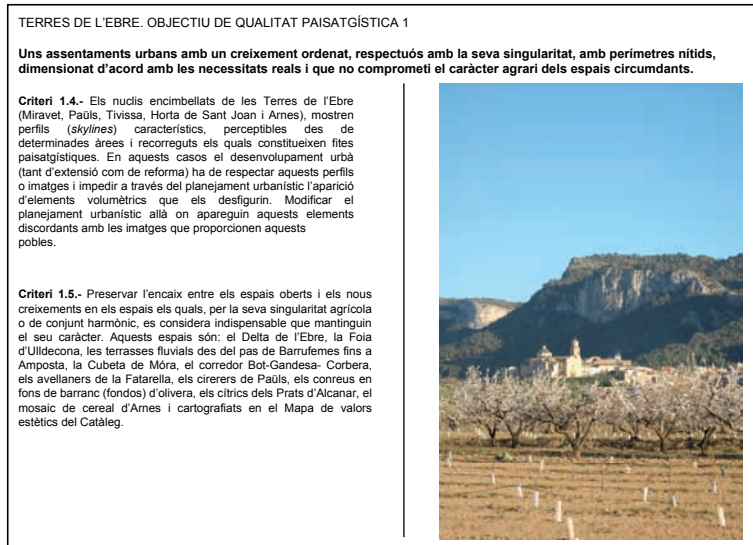 TERRES DE L'EBRE. OBJECTIU DE QUALITAT PAISATGÍSTICA 1
Uns assentaments urbans amb un creixement ordenat, respectuós amb la seva singularitat, amb perímetres nítids,
dimensionat d'acord amb les necessitats reals i que no comprometi el caràcter agrari dels espais circumdants.
Criteri 1.4.- Els nuclis encimbellats de les Terres de l'Ebre
(Miravet, Paüls, Tivissa, Horta de Sant Joan i Arnes), mostren
perfils (skylines) característics, perceptibles des de
determinades àrees i recorreguts els quals constitueixen fites
paisatgístiques. En aquests casos el desenvolupament urbà
(tant d'extensió com de reforma) ha de respectar aquests perfils
o imatges i impedir a través del planejament urbanístic l'aparició
d'elements volumètrics que els desfigurin. Modificar el
planejament urbanístic allà on apareguin aquests elements
discordants amb les imatges que proporcionen aquests
pobles.
Criteri 1.5.- Preservar l'encaix entre els espais oberts i els nous
creixements en els espais els quals, per la seva singularitat agrícola
o de conjunt harmònic, es considera indispensable que mantinguin
el seu caràcter. Aquests espais són: el Delta de l'Ebre, la Foia
d'Ulldecona, les terrasses fluvials des del pas de Barrufemes fins a
Amposta, la Cubeta de Móra, el corredor Bot-Gandesa- Corbera,
els avellaners de la Fatarella, els cirerers de Paüls, els conreus en
fons de barranc (fondos) d'olivera, els cítrics dels Prats d'Alcanar, el
mosaic de cereal d'Arnes i cartografiats en el Mapa de valors
estètics del Catàleg.